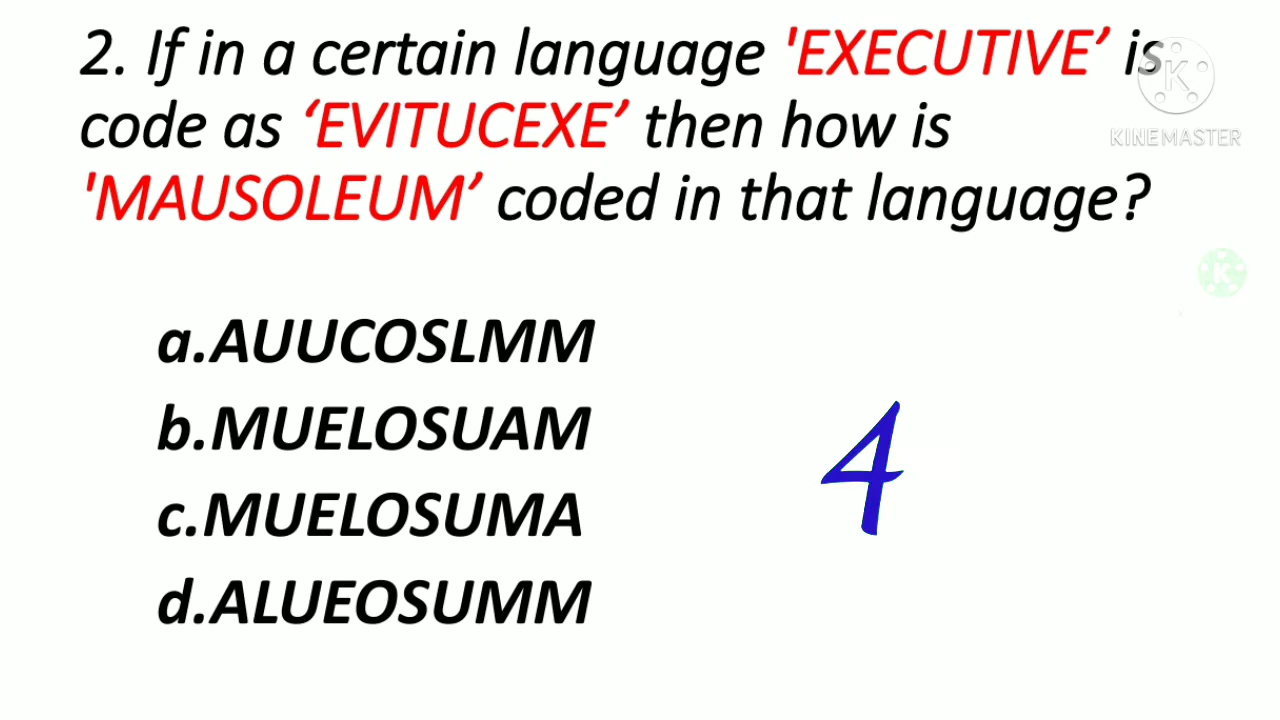 2. If in a certain language 'EXECUTIVE’ is
code as ‘EVITUCEXE’ then how is
'MAUSOLEUM’ coded in that language?
K
KINEMASTER
K
a.AUUCOSLMM
b.MUELOSUAM
4
c.MUELOSUMA
d.ALUEOSUMM